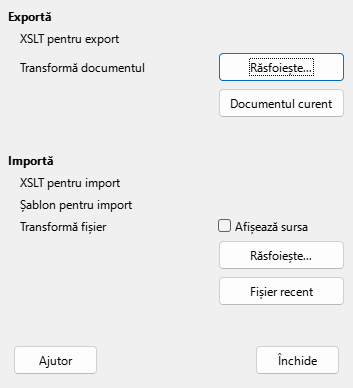 Exportă
XSLT pentru export
Transformă documentul
Răsfoiește...
Documentul curent
Importă
XSLT pentru import
Șablon pentru import
Transformă fișier
Afișează sursa
Răsfoiește...
Fișier recent
Ajutor
Închide